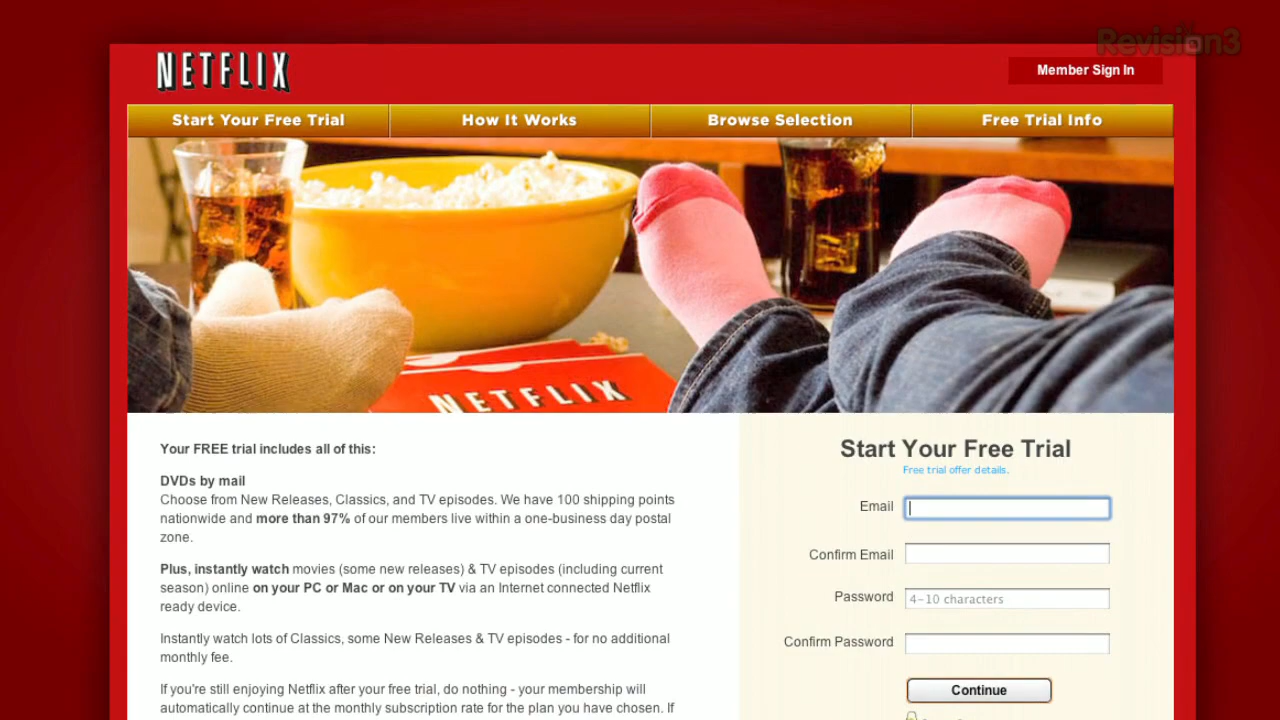 Revision3
NETFLIX
Member Sign In
Start Your Free Trial
How It Works
Browse Selection
Free Trial Info
NETFLIX
Your FREE trial includes all of this:
DVDs by mail
Choose from New Releases, Classics, and TV episodes. We have 100 shipping points
nationwide and more than 97% of our members live within a one-business day postal
zone.
Plus, instantly watch movies (some new releases) & TV episodes (including current
season) online on your PC or Mac or on your TV via an Internet connected Netflix
ready device.
Instantly watch lots of Classics, some New Releases & TV episodes - for no additional
monthly fee.
If you're still enjoying Netflix after your free trial, do nothing - your membership will
automatically continue at the monthly subscription rate for the plan you have chosen. If
Start Your Free Trial
Free trial offer details.
Email
Confirm Email
Password
4-10 characters
Confirm Password
Continue